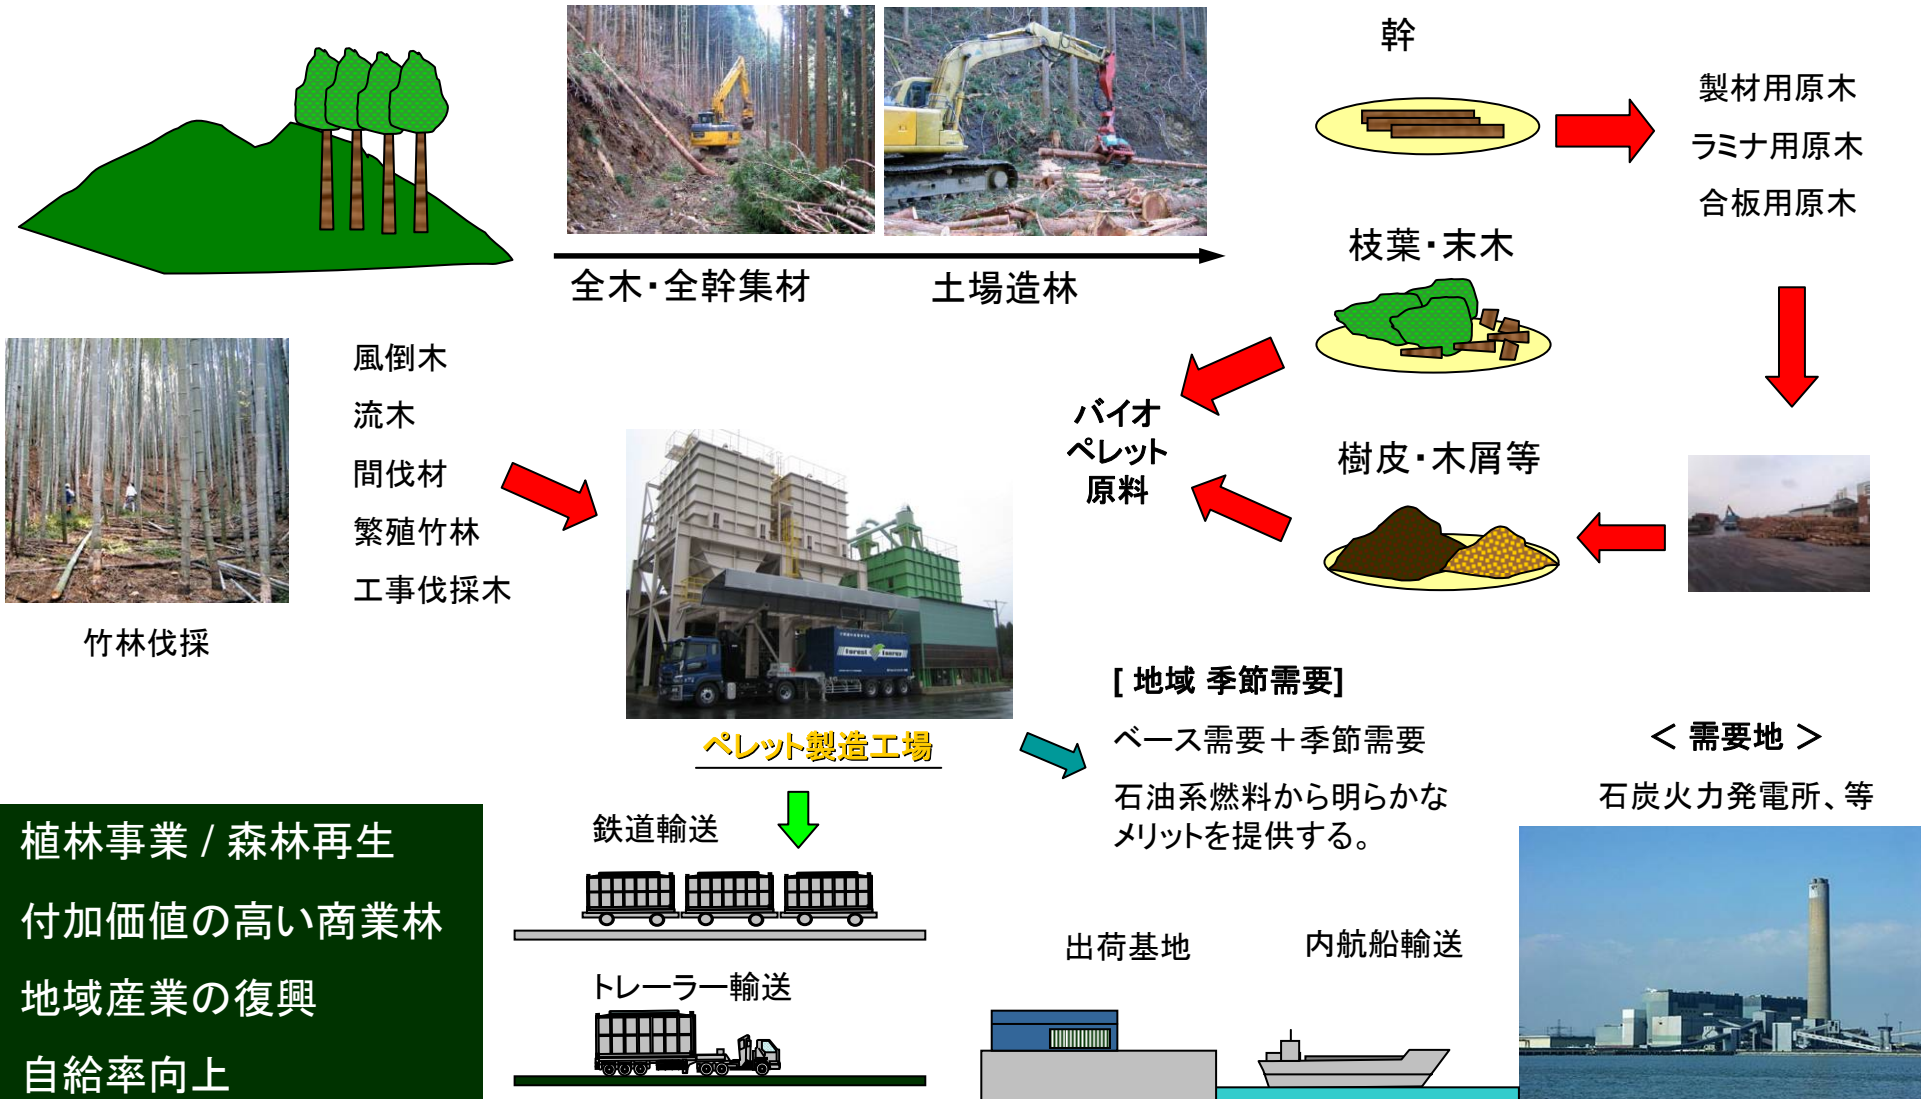 幹
製材用原木
ラミナ用原木
合板用原木
全木・全幹集材
土場造林
枝葉・末木
風倒木
流木
間伐材
繁殖竹林
工事伐採木
竹林伐採
バイオ
ペレット
原料
樹皮・木屑等
Forest Energy
ペレット製造工場
[ 地域 季節需要]
ベース需要＋季節需要
石油系燃料から明らかな
メリットを提供する。
＜ 需要地 ＞
石炭火力発電所、等
植林事業 / 森林再生
付加価値の高い商業林
地域産業の復興
自給率向上
鉄道輸送
トレーラー輸送
出荷基地
内航船輸送